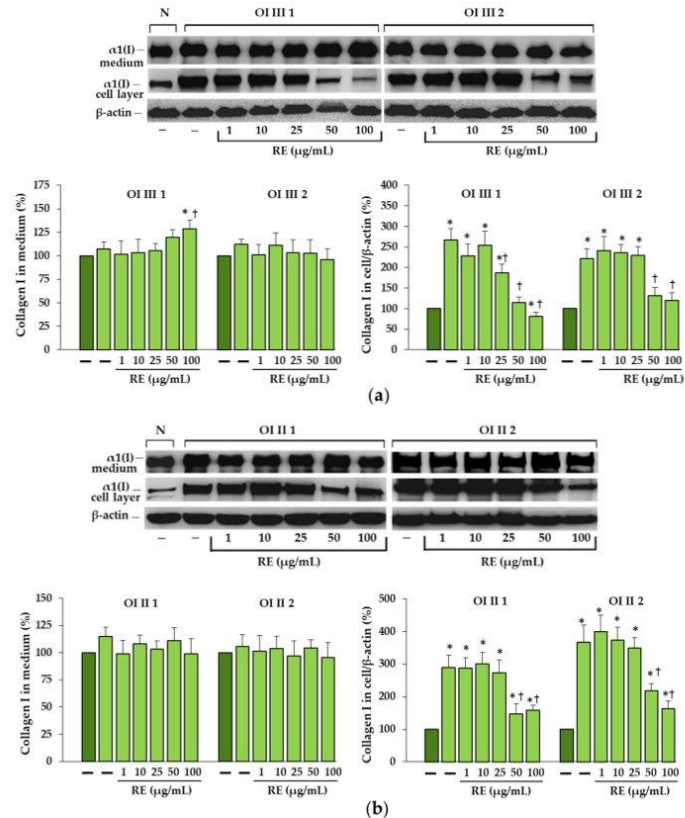 N OI III 1 OI III 2
α1(I) –
medium
α1(I) –
cell layer
β-actin –
– – 1 10 25 50 100 – 1 10 25 50 100
RE (µg/mL) RE (µg/mL)
Collagen I in medium (%)
175
150
125
100
75
50
25
0
OI III 1 OI III 2
* †
– – 1 10 25 50 100 – – 1 10 25 50 100
RE (µg/mL) RE (µg/mL)
Collagen I in cell/β-actin (%)
400
350
300
250
200
150
100
50
0
OI III 1 OI III 2
* * * *† † *† * * * * † †
– – 1 10 25 50 100 – – 1 10 25 50 100
RE (µg/mL) RE (µg/mL)
(a)
N OI II 1 OI II 2
α1(I) –
medium
α1(I) –
cell layer
β-actin –
– – 1 10 25 50 100 – 1 10 25 50 100
RE (µg/mL) RE (µg/mL)
Collagen I in medium (%)
150
125
100
75
50
25
0
OI II 1 OI II 2
– – 1 10 25 50 100 – – 1 10 25 50 100
RE (µg/mL) RE (µg/mL)
Collagen I in cell/β-actin (%)
500
400
300
200
100
0
OI II 1 OI II 2
* * * * *† *† * * * * *† *†
– – 1 10 25 50 100 – – 1 10 25 50 100
RE (µg/mL) RE (µg/mL)
(b)